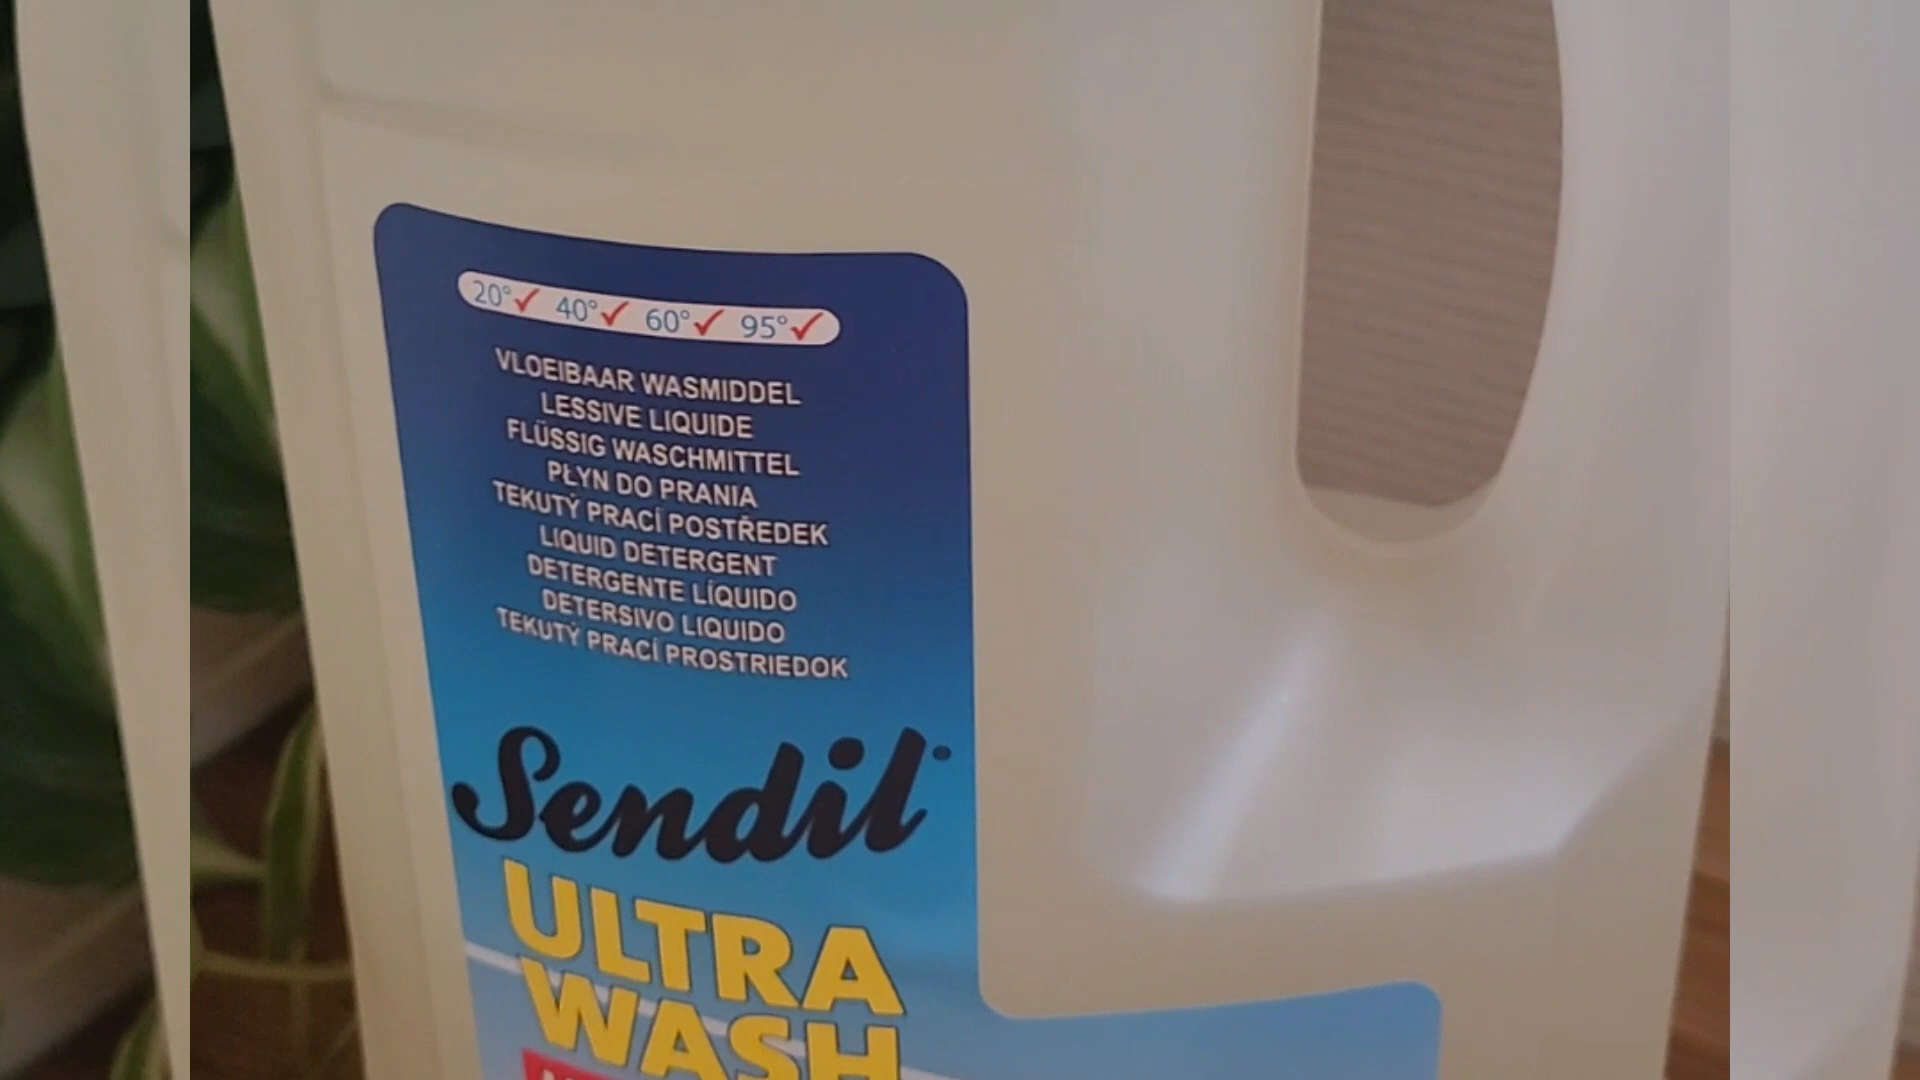 20°✓ 40°✓ 60°✓ 95°✓
VLOEIBAAR WASMIDDEL
LESSIVE LIQUIDE
FLÜSSIG WASCHMITTEL
PŁYN DO PRANIA
TEKUTÝ PRACÍ POSTŘEDEK
LIQUID DETERGENT
DETERGENTE LÍQUIDO
DETERSIVO LIQUIDO
TEKUTÝ PRACÍ PROSTRIEDOK
Sendil
ULTRA
WASH